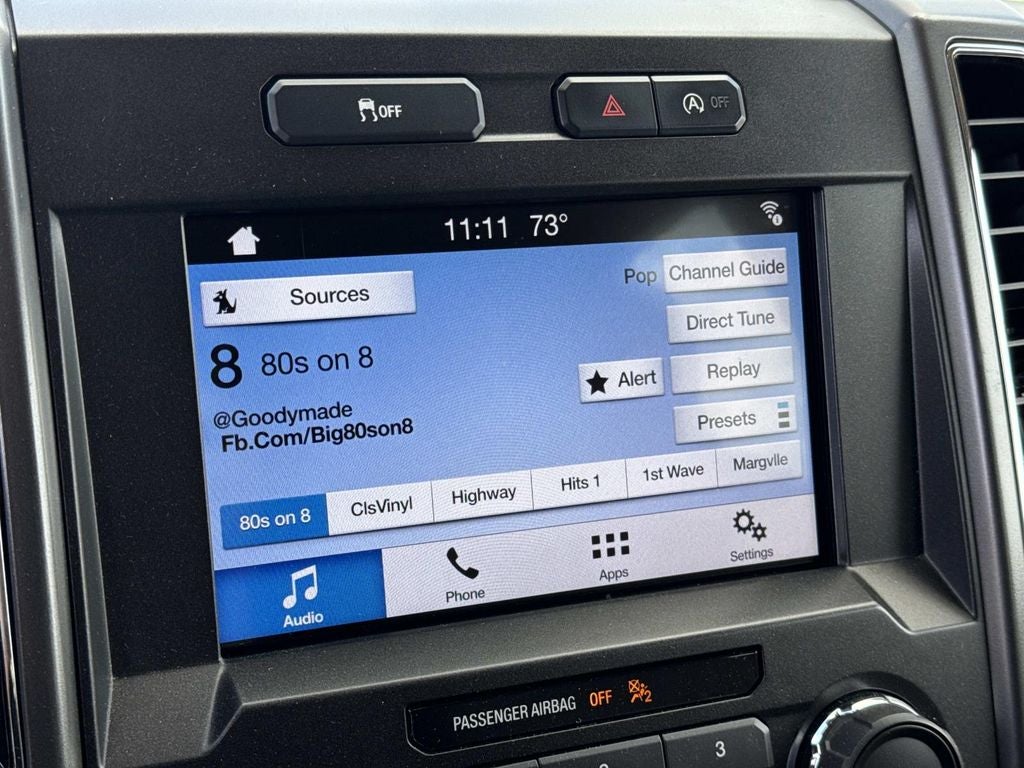 OFF
A OFF
11:11 73°
Sources
Pop Channel Guide
Direct Tune
8 80s on 8
Alert Replay
@Goodymade
Fb.Com/Big80son8
Presets
80s on 8 ClsVinyl Highway Hits 1 1st Wave Margvlle
Audio Phone Apps Settings
PASSENGER AIRBAG OFF 2
3